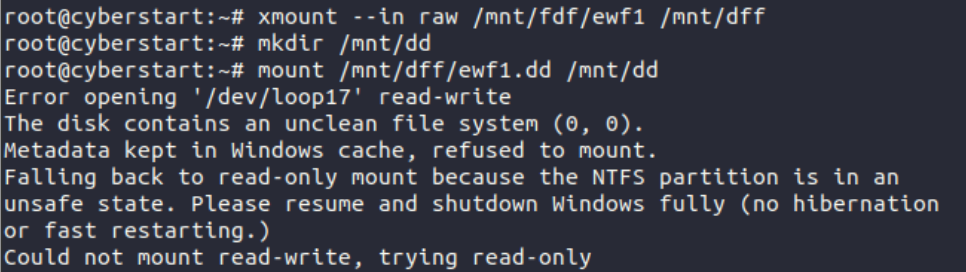 root@cyberstart:~# xmount --in raw /mnt/fdf/ewf1 /mnt/dff
root@cyberstart:~# mkdir /mnt/dd
root@cyberstart:~# mount /mnt/dff/ewf1.dd /mnt/dd
Error opening '/dev/loop17' read-write
The disk contains an unclean file system (0, 0).
Metadata kept in Windows cache, refused to mount.
Falling back to read-only mount because the NTFS partition is in an
unsafe state. Please resume and shutdown Windows fully (no hibernation
or fast restarting.)
Could not mount read-write, trying read-only